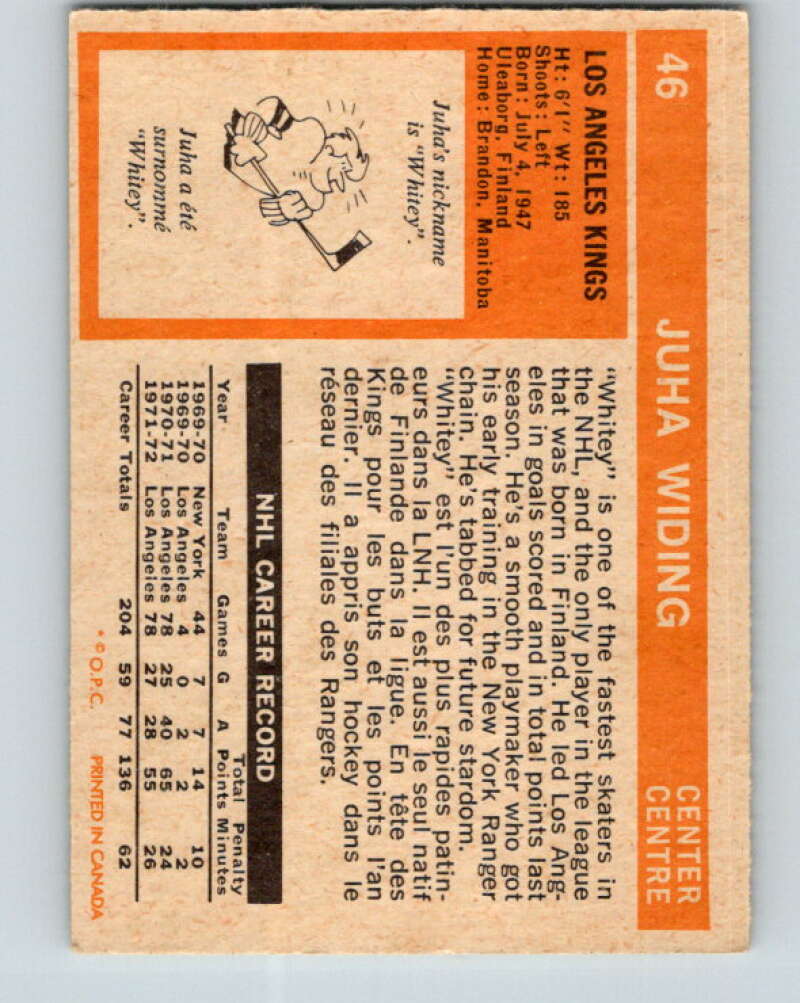 46 JUHA WIDING CENTER
CENTRE
LOS ANGELES KINGS
Ht: 6'1" Wt: 185
Shoots: Left
Born: July 4, 1947
Uleaborg, Finland
Home: Brandon, Manitoba
Juha's nickname
is "Whitey".
Juha a été
surnommé
"Whitey".
"Whitey" is one of the fastest skaters in
the NHL, and the only player in the league
that was born in Finland. He led Los Ang-
eles in goals scored and in total points last
season. He's a smooth playmaker who got
his early training in the New York Ranger
chain. He's tabbed for future stardom.
"Whitey" est l'un des plus rapides patin-
eurs dans la LNH. Il est aussi le seul natif
de Finlande dans la ligue. En tête des
Kings pour les buts et les points l'an
dernier. Il a appris son hockey dans le
réseau des filiales des Rangers.
NHL CAREER RECORD
Total Penalty
Year Team Games G A Points Minutes
1969-70 New York 44 7 7 14 10
1969-70 Los Angeles 4 0 2 2 2
1970-71 Los Angeles 78 25 40 65 24
1971-72 Los Angeles 78 27 28 55 26
Career Totals 204 59 77 136 62
* © O.P.C. PRINTED IN CANADA